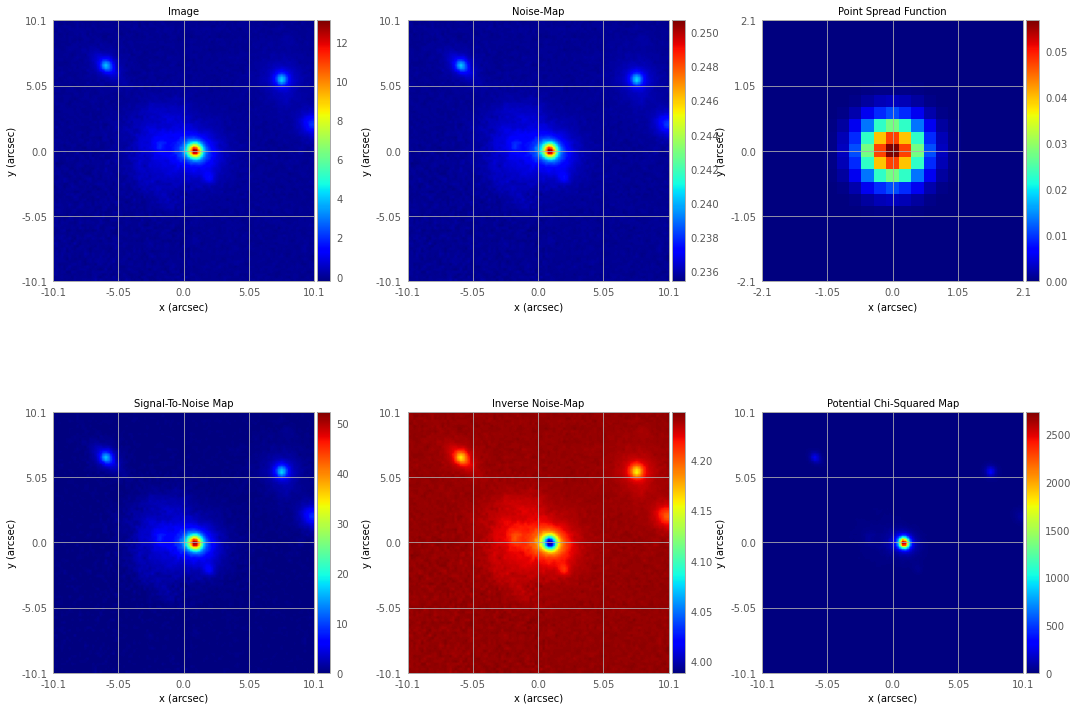 Image
10.1
5.05
0.0
-5.05
-10.1
y (arcsec)
-10.1 -5.05 0.0 5.05 10.1
x (arcsec)
12
10
8
6
4
2
0
Noise-Map
10.1
5.05
0.0
-5.05
-10.1
y (arcsec)
-10.1 -5.05 0.0 5.05 10.1
x (arcsec)
0.250
0.248
0.246
0.244
0.242
0.240
0.238
0.236
Point Spread Function
2.1
1.05
0.0
-1.05
-2.1
y (arcsec)
-2.1 -1.05 0.0 1.05 2.1
x (arcsec)
0.05
0.04
0.03
0.02
0.01
0.00
Signal-To-Noise Map
10.1
5.05
0.0
-5.05
-10.1
y (arcsec)
-10.1 -5.05 0.0 5.05 10.1
x (arcsec)
50
40
30
20
10
0
Inverse Noise-Map
10.1
5.05
0.0
-5.05
-10.1
y (arcsec)
-10.1 -5.05 0.0 5.05 10.1
x (arcsec)
4.20
4.15
4.10
4.05
4.00
Potential Chi-Squared Map
10.1
5.05
0.0
-5.05
-10.1
y (arcsec)
-10.1 -5.05 0.0 5.05 10.1
x (arcsec)
2500
2000
1500
1000
500
0